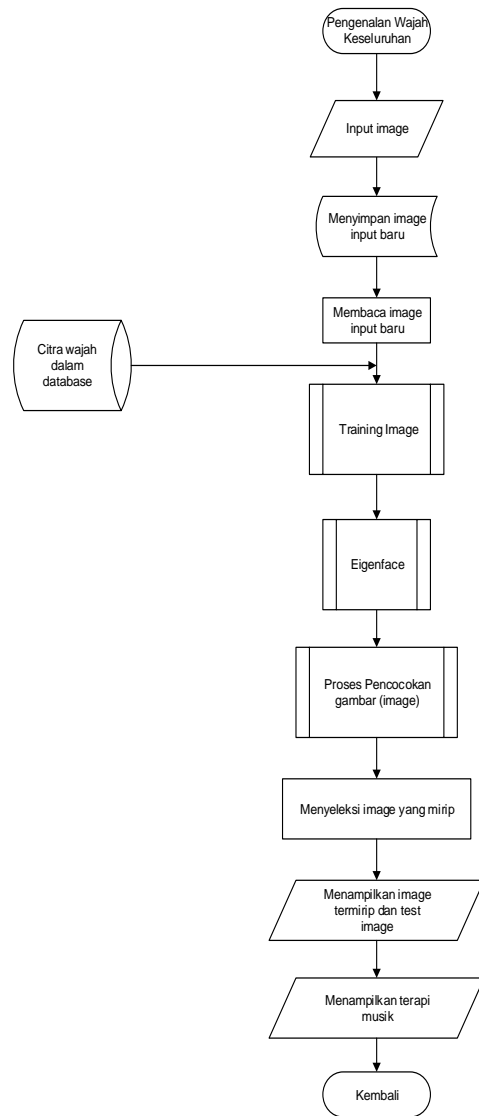 Pengenalan Wajah
Keseluruhan
Input image
Menyimpan image
input baru
Membaca image
input baru
Citra wajah
dalam
database
Training Image
Eigenface
Proses Pencocokan
gambar (image)
Menyeleksi image yang mirip
Menampilkan image
termirip dan test
image
Menampilkan terapi
musik
Kembali